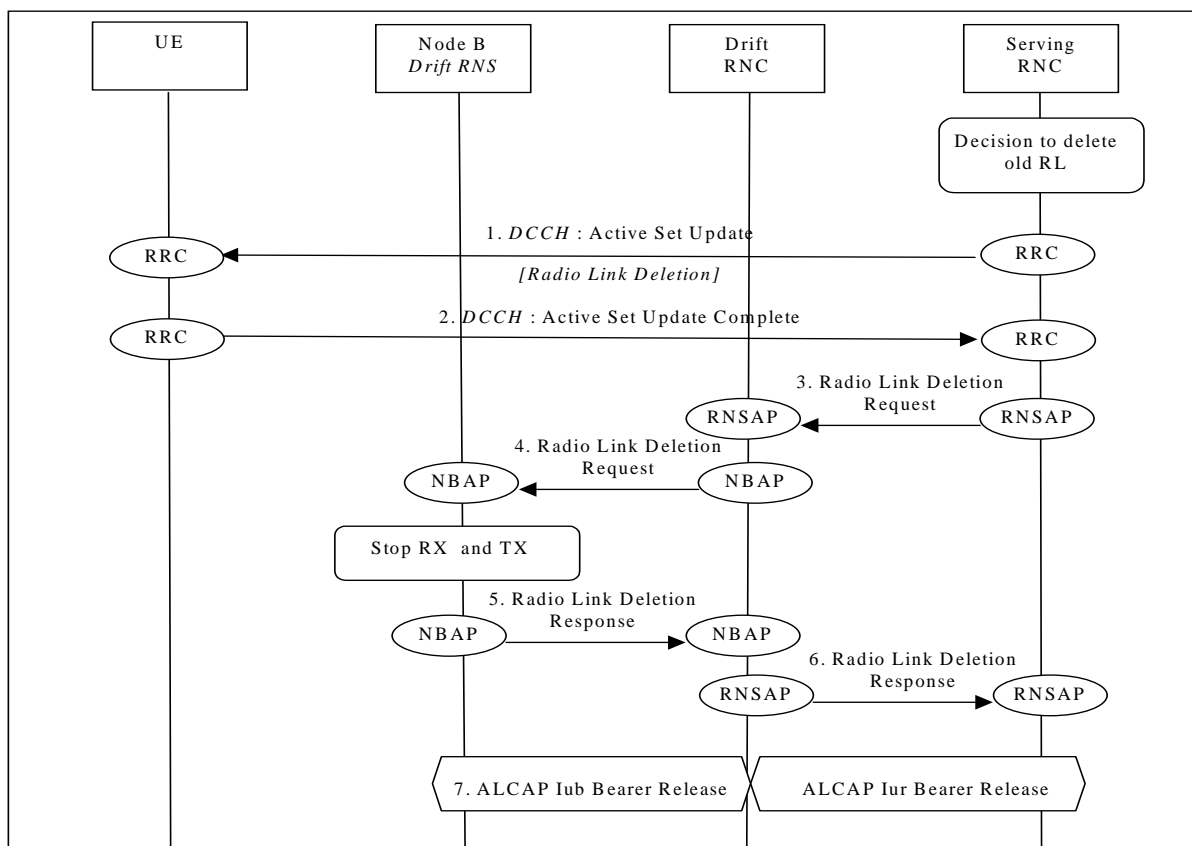 UE
Node B
Drift RNS
Drift
RNC
Serving
RNC
Decision to delete
old RL
1. DCCH : Active Set Update
RRC
RRC
[Radio Link Deletion]
2. DCCH : Active Set Update Complete
RRC
RRC
3. Radio Link Deletion
Request
RNSAP
RNSAP
4. Radio Link Deletion
Request
NBAP
NBAP
Stop RX and TX
5. Radio Link Deletion
Response
NBAP
NBAP
6. Radio Link Deletion
Response
RNSAP
RNSAP
7. ALCAP Iub Bearer Release
ALCAP Iur Bearer Release